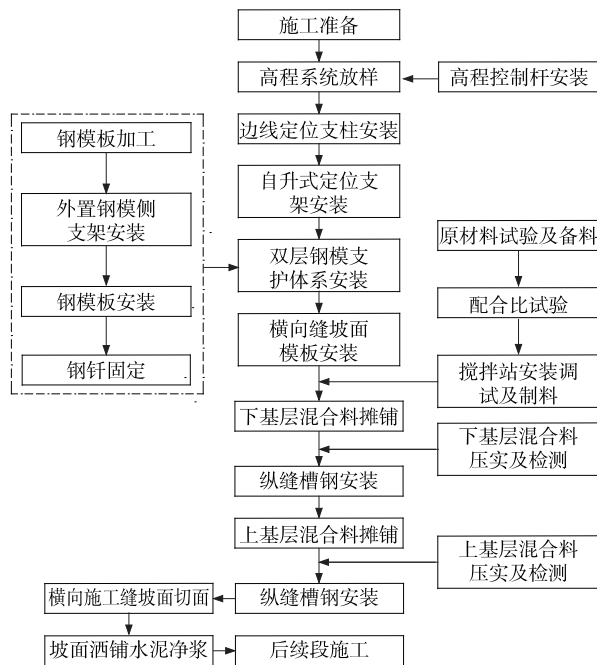 施工准备
高程系统放样
高程控制杆安装
边线定位支柱安装
自升式定位支
架安装
钢模板加工
外置钢模侧
支架安装
钢模板安装
钢钎固定
双层钢模支
护体系安装
横向缝坡面
模板安装
原材料试验及备料
配合比试验
搅拌站安装调
试及制料
下基层混合料摊铺
下基层混合料
压实及检测
纵缝槽钢安装
上基层混合料摊铺
上基层混合料
压实及检测
纵缝槽钢安装
横向施工缝坡面切面
坡面洒铺水泥净浆
后续段施工